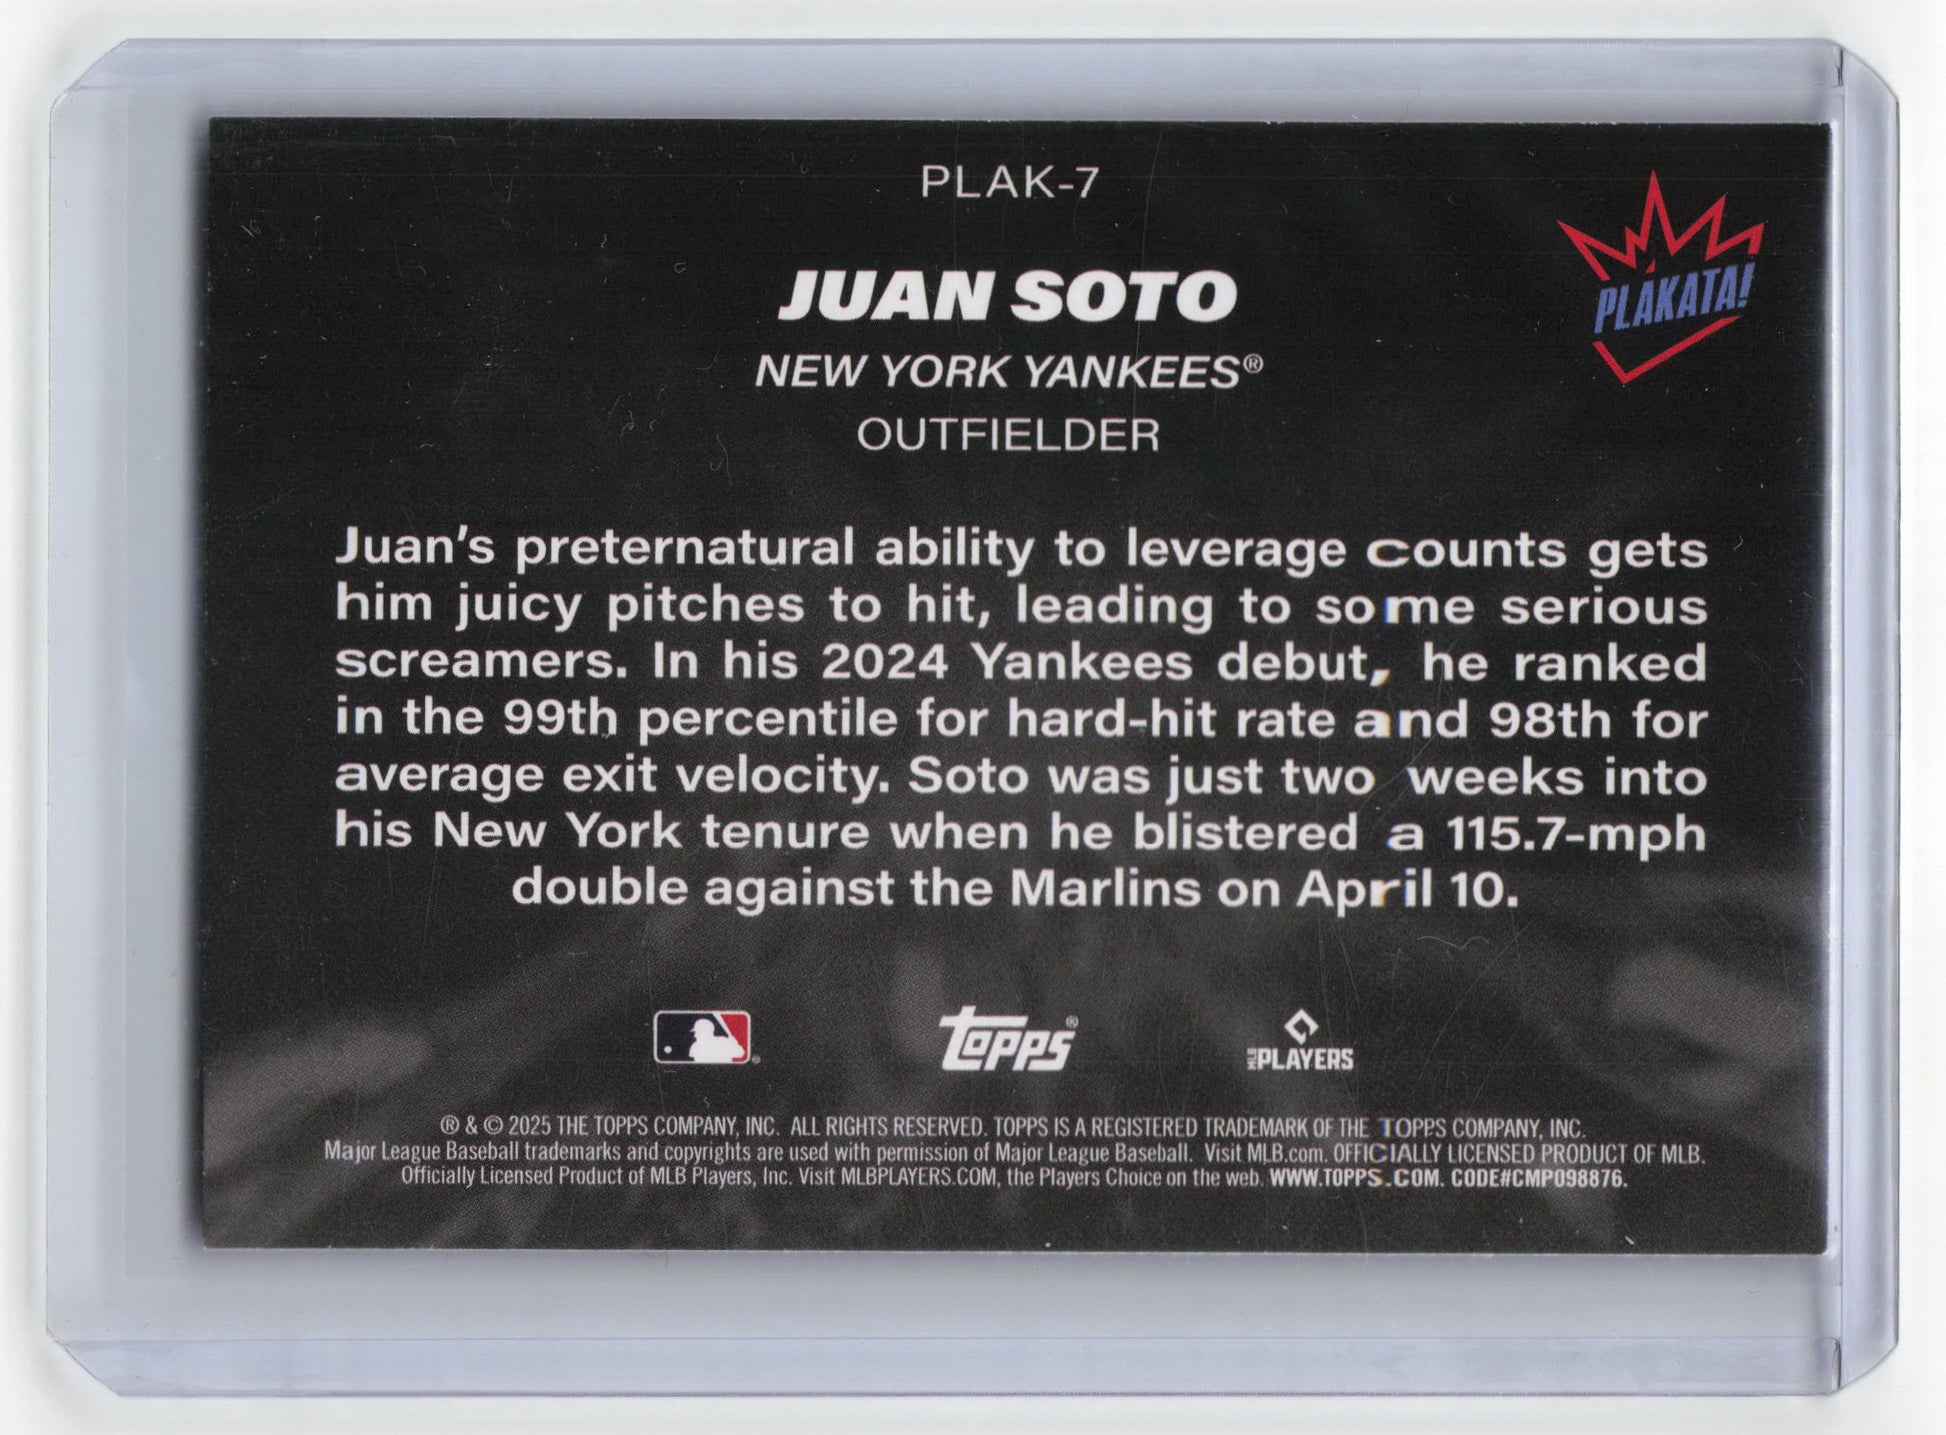 PLAK-7
PLÁKATA!
JUAN SOTO
NEW YORK YANKEES®
OUTFIELDER
Juan's preternatural ability to leverage counts gets
him juicy pitches to hit, leading to some serious
screamers. In his 2024 Yankees debut, he ranked
in the 99th percentile for hard-hit rate and 98th for
average exit velocity. Soto was just two weeks into
his New York tenure when he blistered a 115.7-mph
double against the Marlins on April 10.
Topps®
MLB PLAYERS
® & © 2025 THE TOPPS COMPANY, INC. ALL RIGHTS RESERVED. TOPPS IS A REGISTERED TRADEMARK OF THE TOPPS COMPANY, INC.
Major League Baseball trademarks and copyrights are used with permission of Major League Baseball. Visit MLB.com. OFFICIALLY LICENSED PRODUCT OF MLB.
Officially Licensed Product of MLB Players, Inc. Visit MLBPLAYERS.COM, the Players Choice on the web. WWW.TOPPS.COM. CODE#CMP098876.